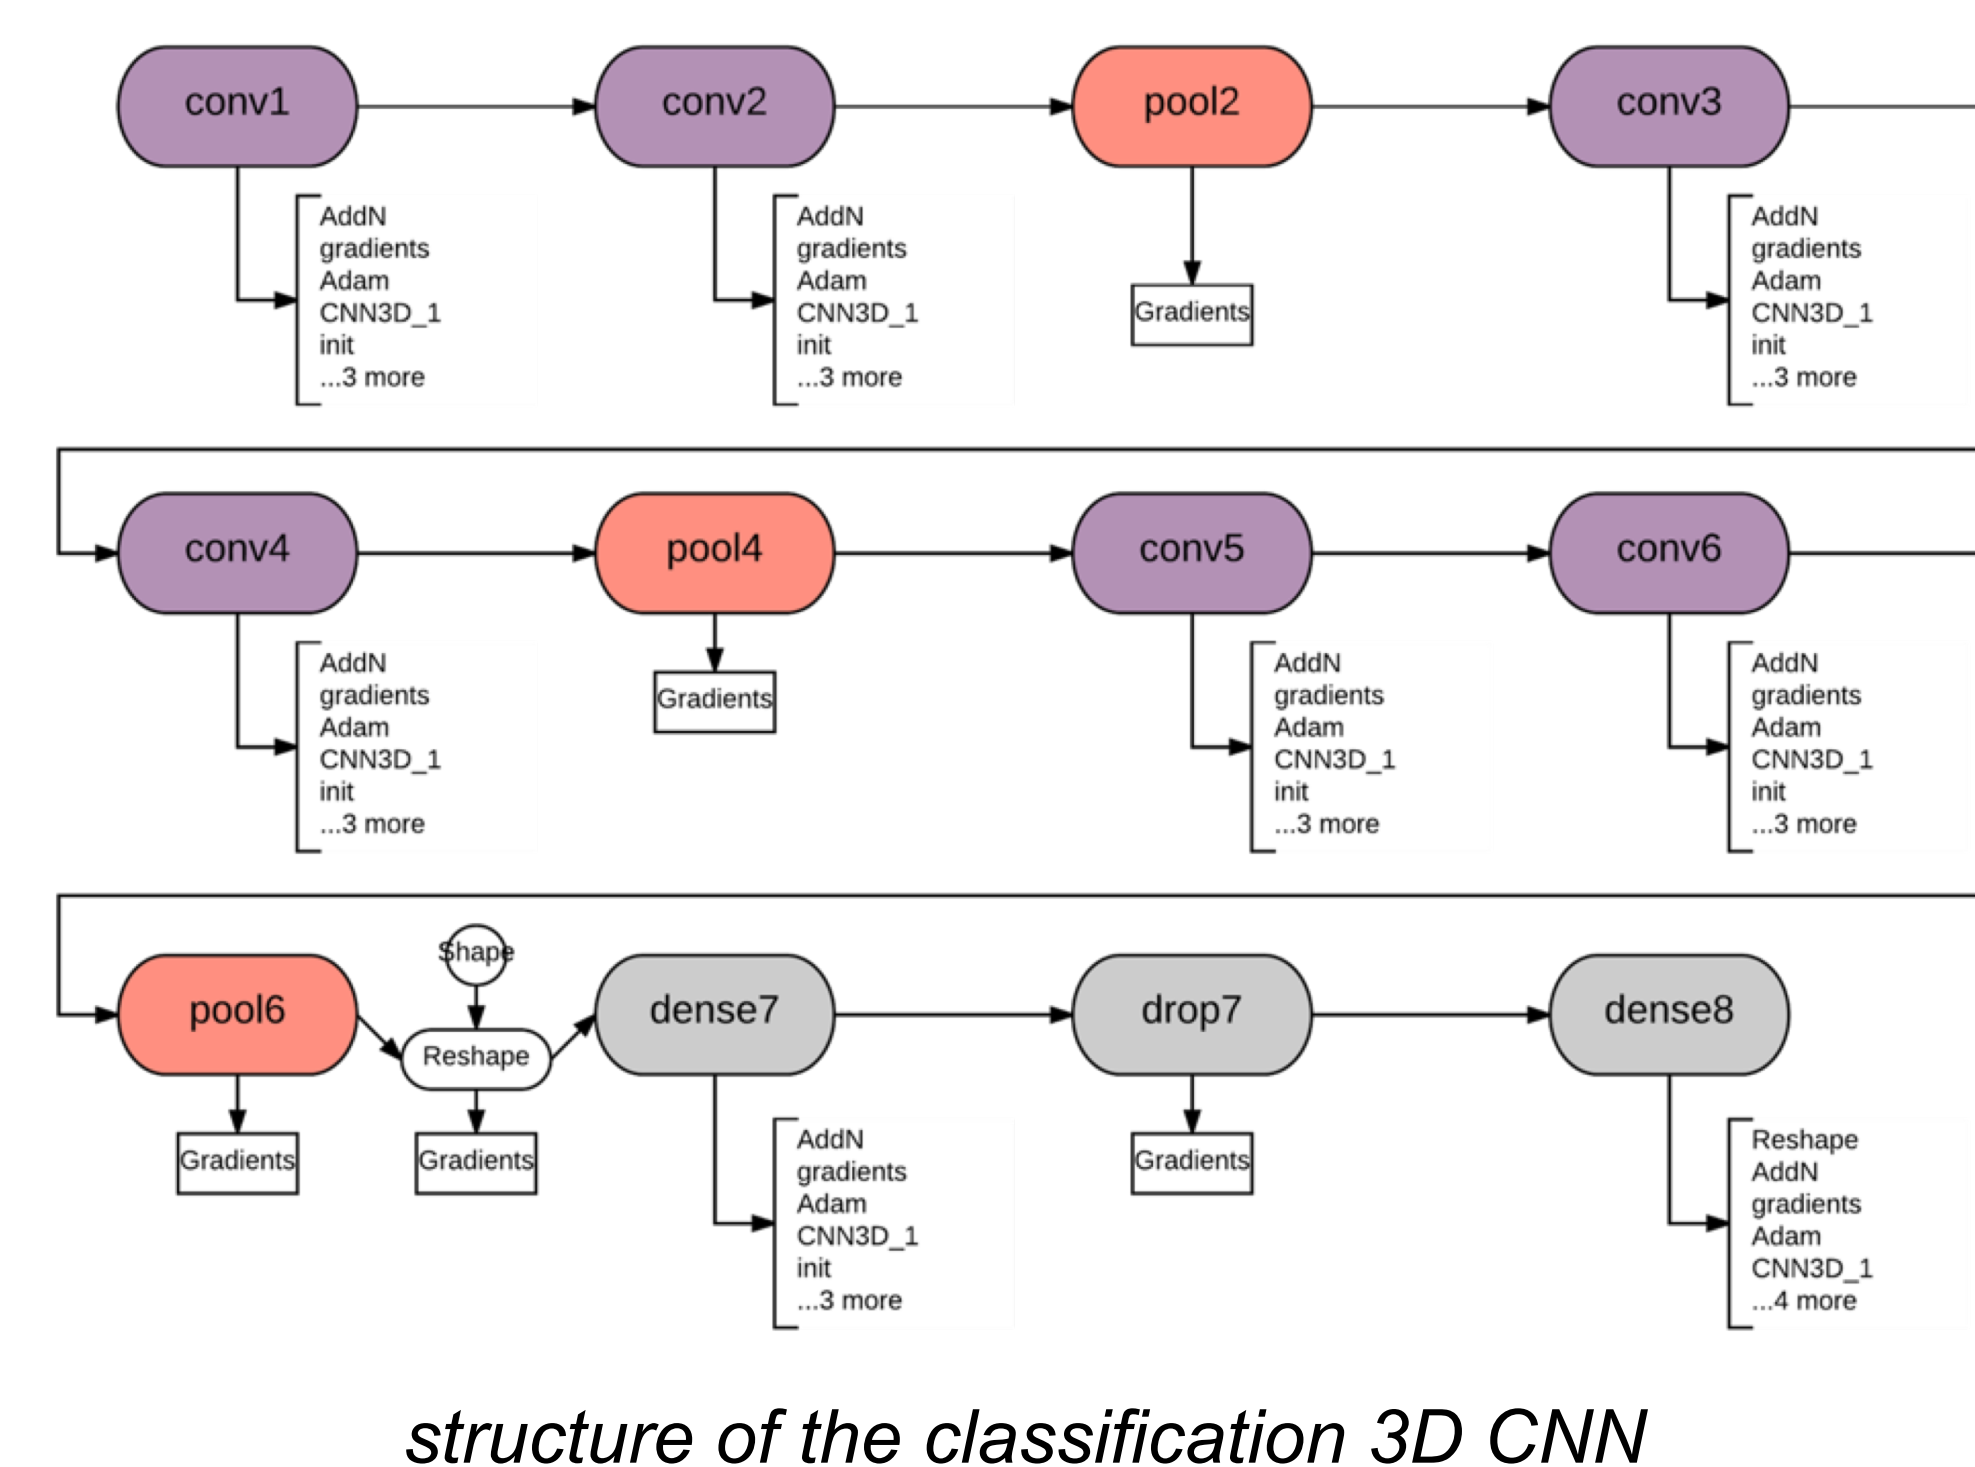 conv1
conv2
pool2
conv3
AddN
gradients
Adam
CNN3D_1
init
...3 more
AddN
gradients
Adam
CNN3D_1
init
...3 more
Gradients
AddN
gradients
Adam
CNN3D_1
init
...3 more
conv4
pool4
conv5
conv6
AddN
gradients
Adam
CNN3D_1
init
...3 more
Gradients
AddN
gradients
Adam
CNN3D_1
init
...3 more
AddN
gradients
Adam
CNN3D_1
init
...3 more
pool6
Shape
Reshape
dense7
drop7
dense8
Gradients
Gradients
AddN
gradients
Adam
CNN3D_1
init
...3 more
Gradients
Reshape
AddN
gradients
Adam
CNN3D_1
...4 more
structure of the classification 3D CNN